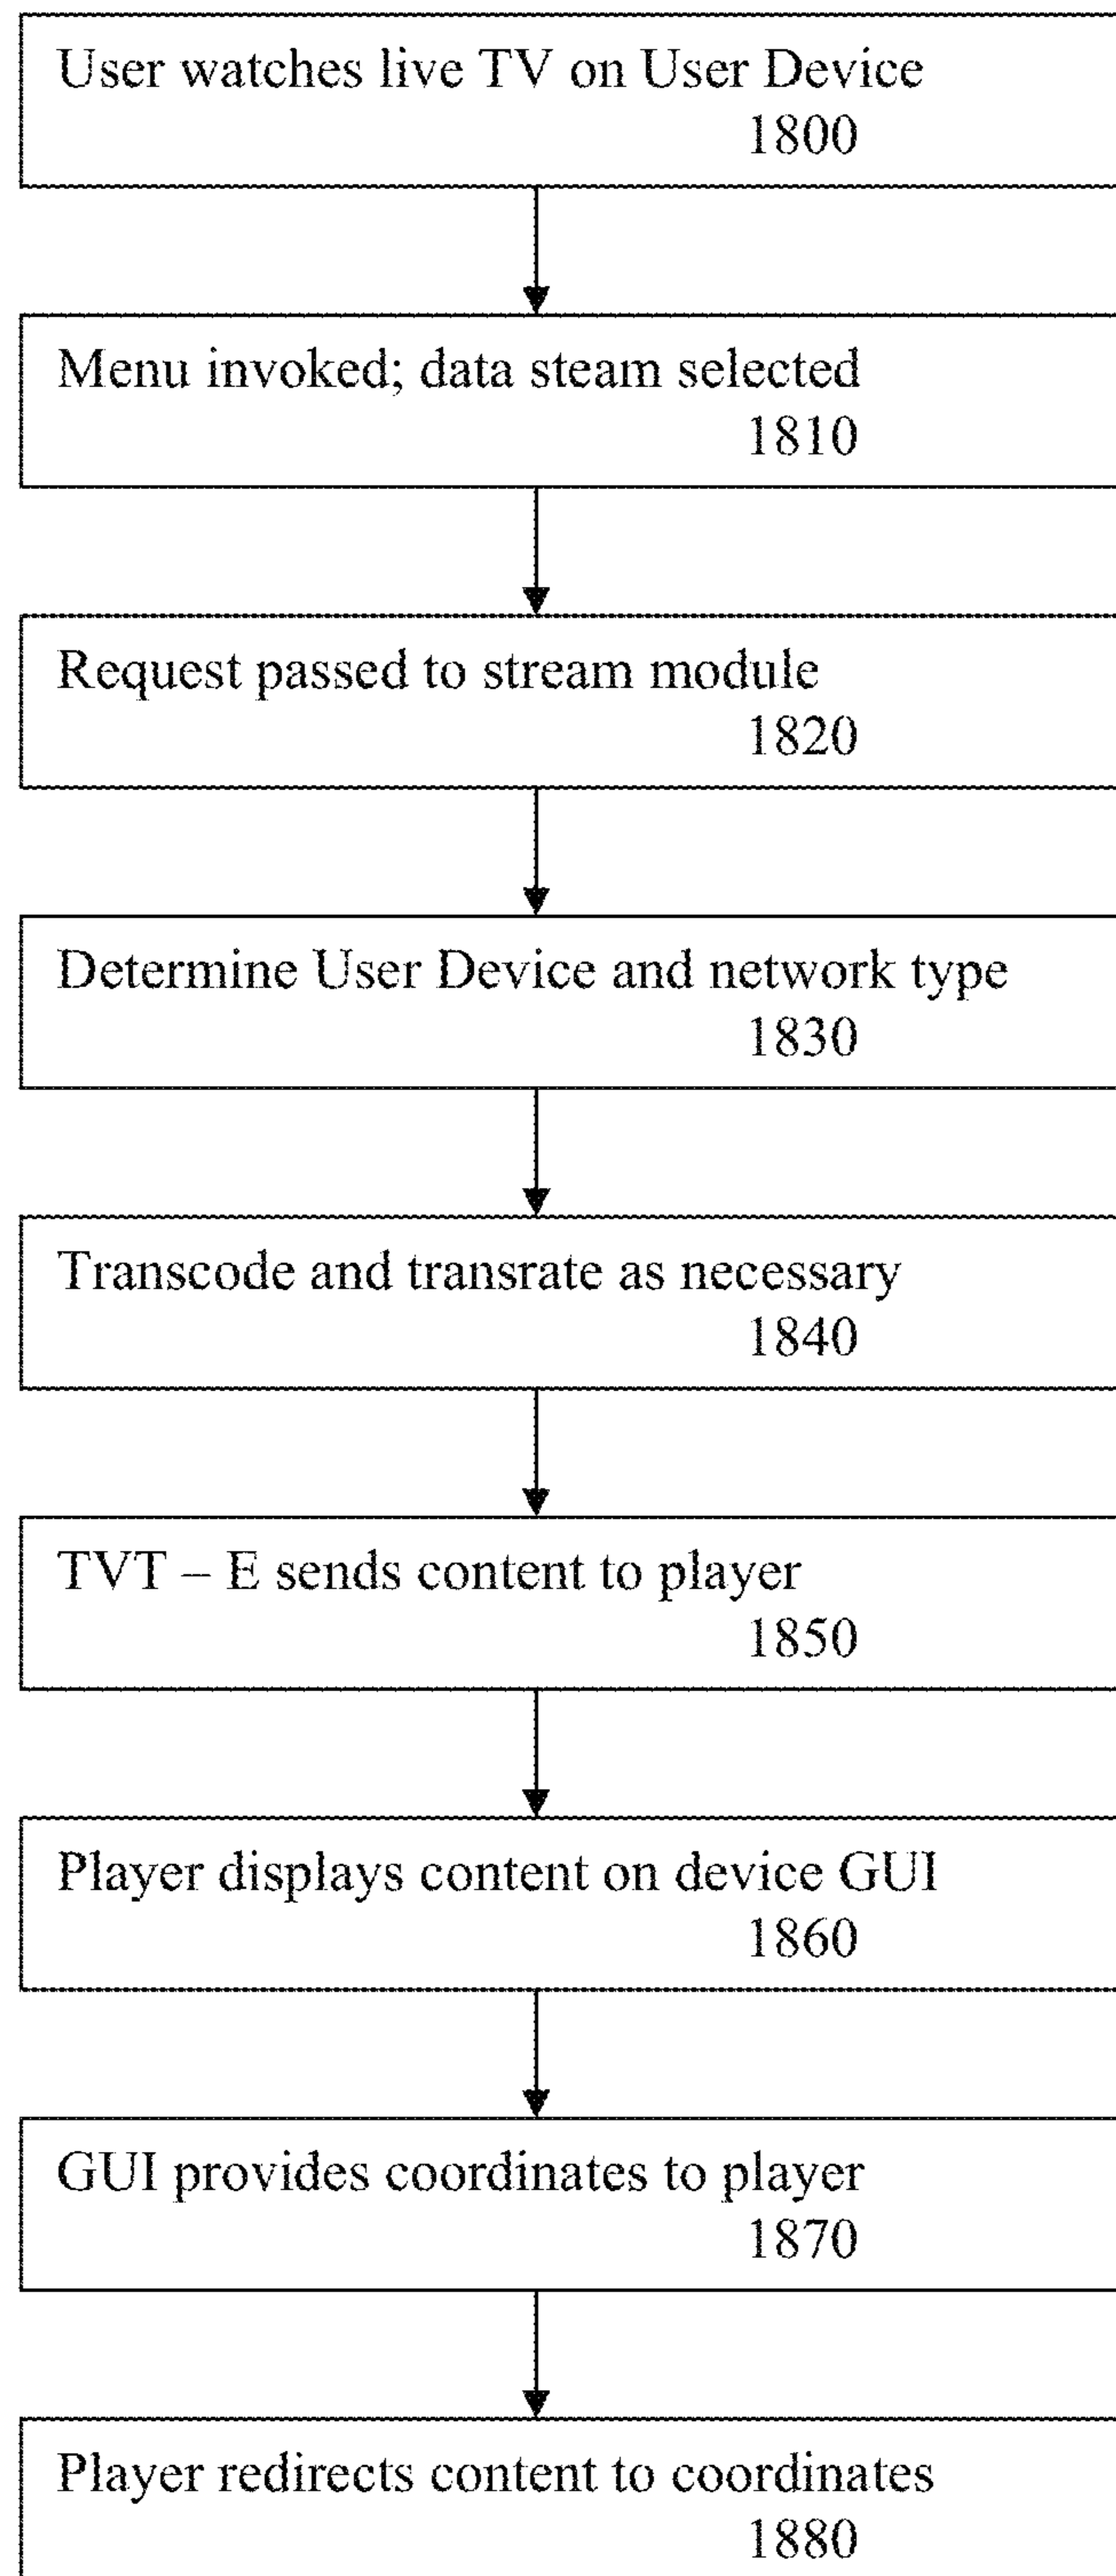 User watches live TV on User Device
1800
Menu invoked; data steam selected
1810
Request passed to stream module
1820
Determine User Device and network type
1830
Transcode and transrate as necessary
1840
TVT – E sends content to player
1850
Player displays content on device GUI
1860
GUI provides coordinates to player
1870
Player redirects content to coordinates
1880